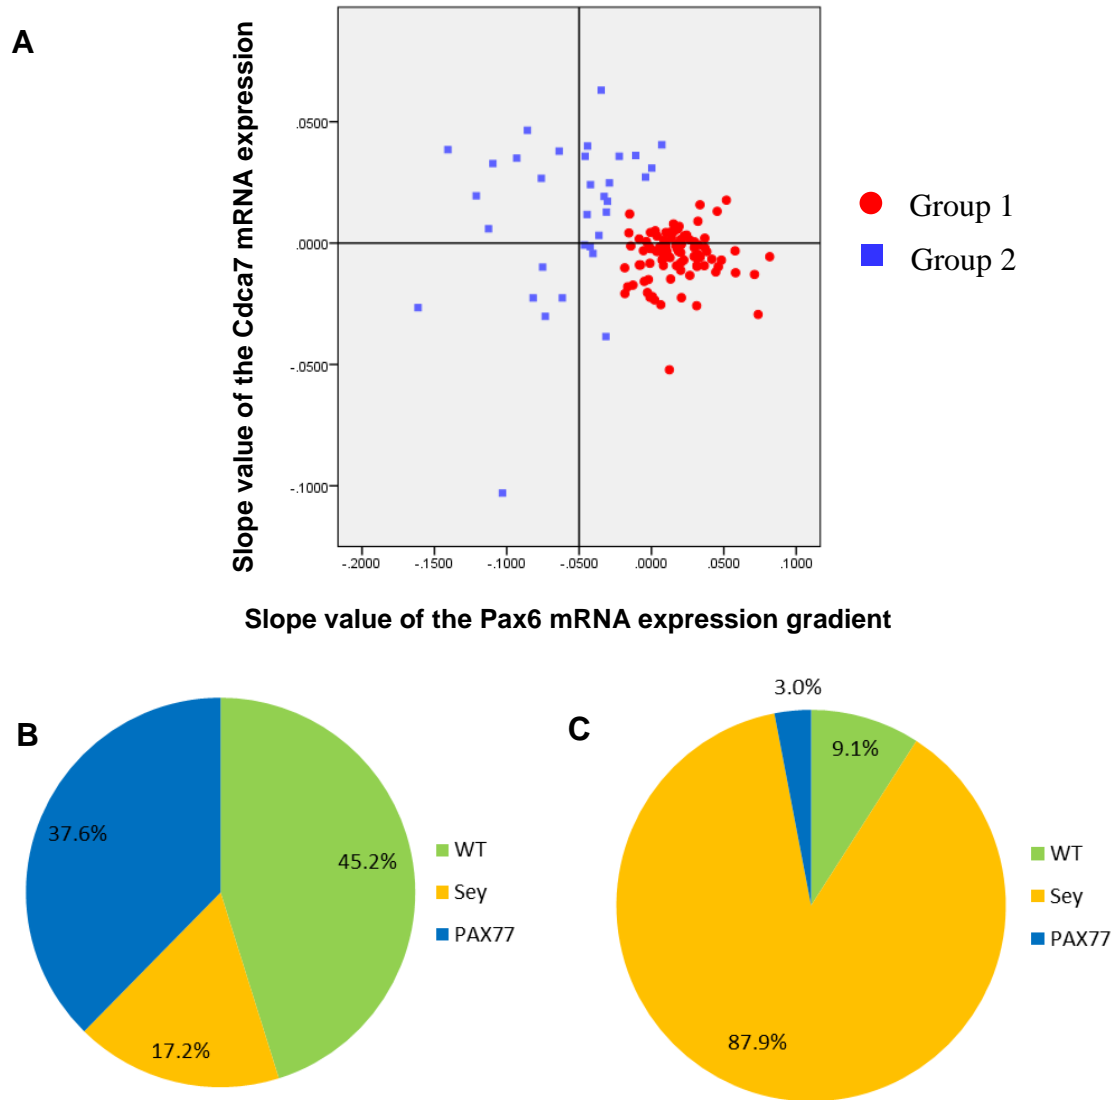 A
Slope value of the Cdca7 mRNA expression
.0500
.0000
-.0500
-.1000
-.2000 -.1500 -.1000 -.0500 .0000 .0500 .1000
Slope value of the Pax6 mRNA expression gradient
Group 1
Group 2
B
37.6%
45.2%
17.2%
WT
Sey
PAX77
C
3.0%
9.1%
87.9%
WT
Sey
PAX77